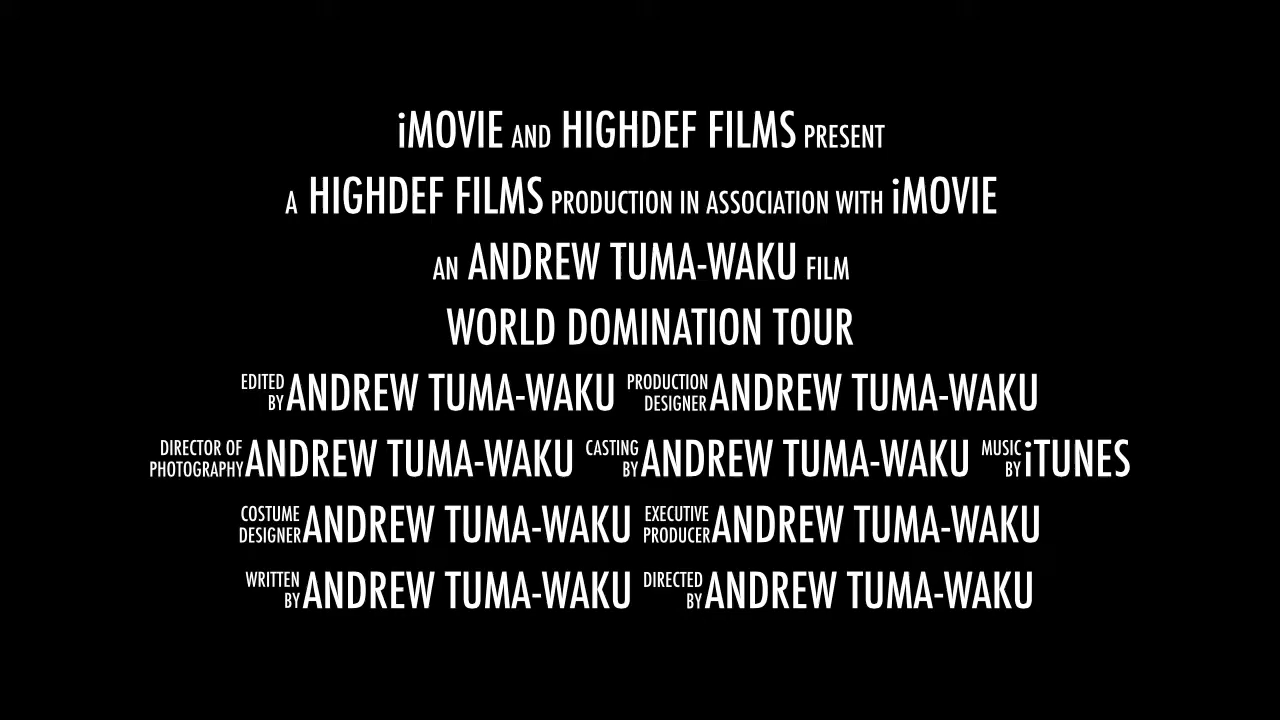 iMOVIE AND HIGHDEF FILMS PRESENT
A HIGHDEF FILMS PRODUCTION IN ASSOCIATION WITH iMOVIE
AN ANDREW TUMA-WAKU FILM
WORLD DOMINATION TOUR
EDITED BY ANDREW TUMA-WAKU PRODUCTION DESIGNER ANDREW TUMA-WAKU
DIRECTOR OF PHOTOGRAPHY ANDREW TUMA-WAKU CASTING BY ANDREW TUMA-WAKU MUSIC BY iTUNES
COSTUME DESIGNER ANDREW TUMA-WAKU EXECUTIVE PRODUCER ANDREW TUMA-WAKU
WRITTEN BY ANDREW TUMA-WAKU DIRECTED BY ANDREW TUMA-WAKU